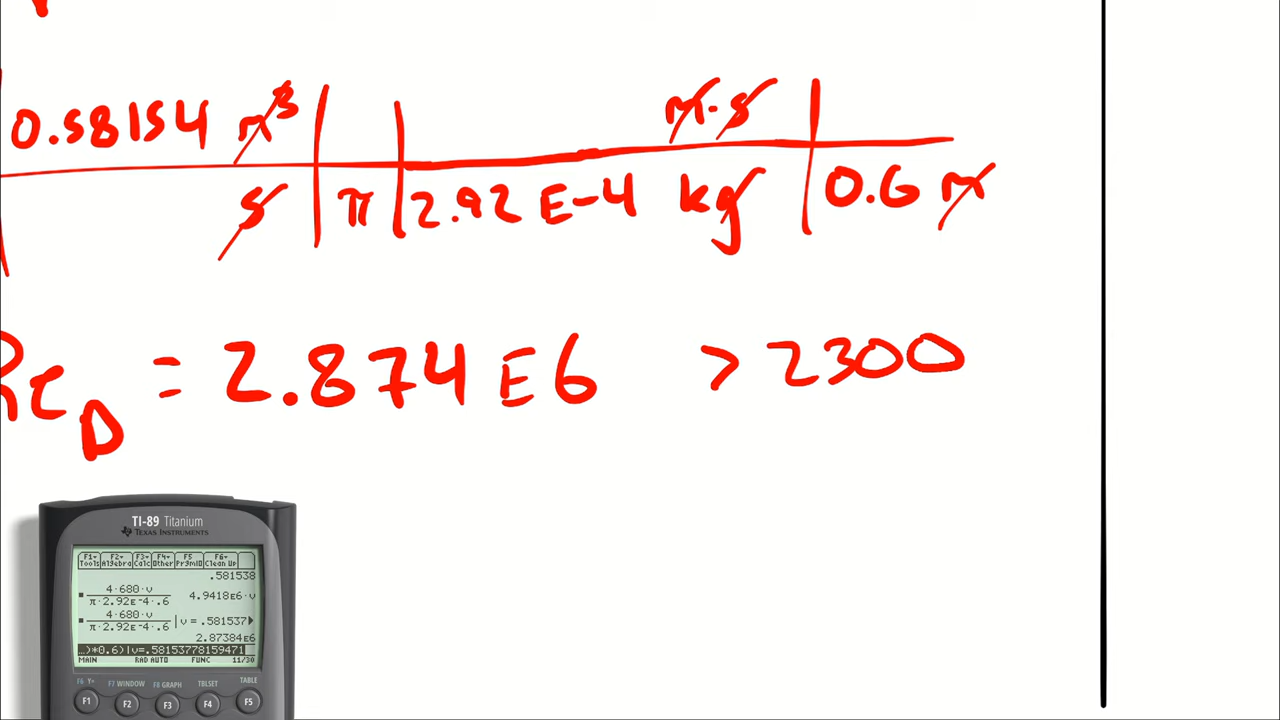 0.58154 m³ m·s
s π 2.92 E-4 kg 0.6 m
Re_D = 2.874 E6 > 2300
TI-89 Titanium
TEXAS INSTRUMENTS
F1 F2 F3 F4 F5 F6
Tools Algebra Calc Other PrgmIO Clean Up
.581538
4·680·v
π·2.92E-4·.6 4.9418E6·v
4·680·v
π·2.92E-4·.6 | v = .581537
2.87384E6
...)*0.6)|v=.58153778159471
MAIN RAD AUTO FUNC 11/30
F6 Y= F7 WINDOW F8 GRAPH TBLSET TABLE
F1 F2 F3 F4 F5